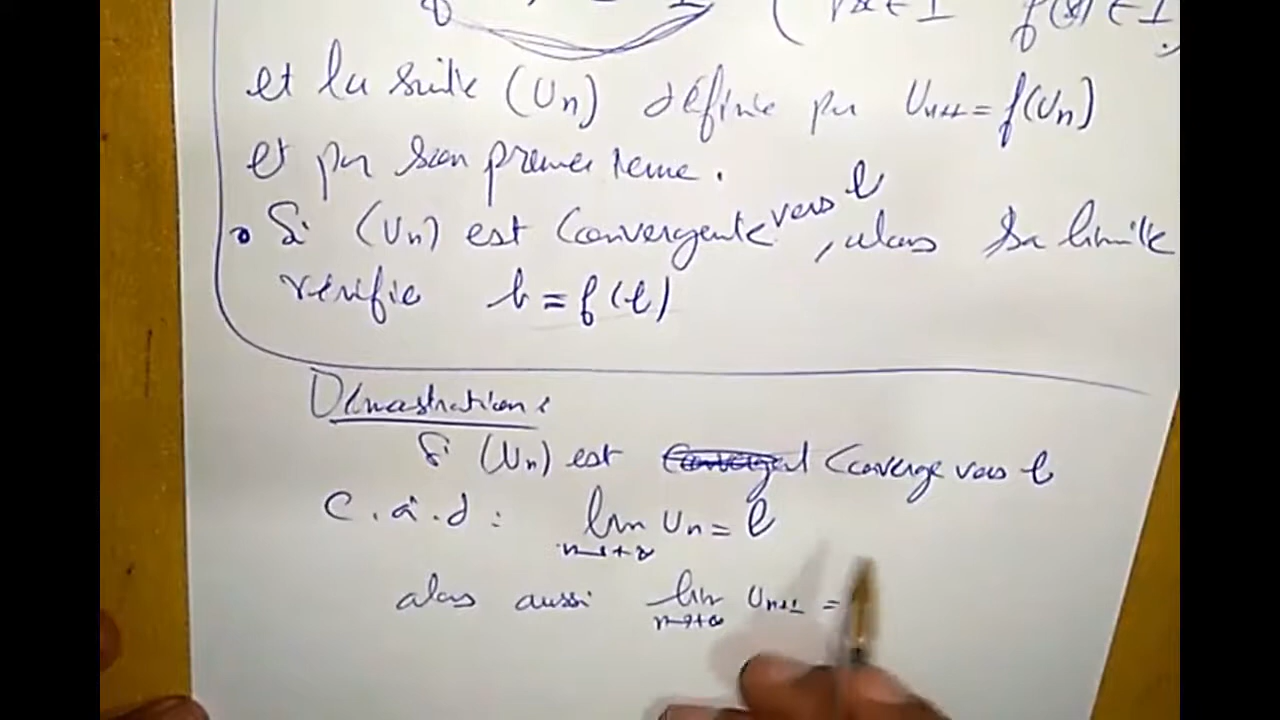 ∀x ∈ I f(x) ∈ I
et la suite (Un) définie par Un+1 = f(Un)
et par son premier terme.
Si (Un) est Convergente vers l, alors sa limite
vérifie l = f(l)
Démonstration :
Si (Un) est Converge vers l
C.à.d : lim Un = l
n→+∞
alors aussi lim Un+1 =
n→+∞